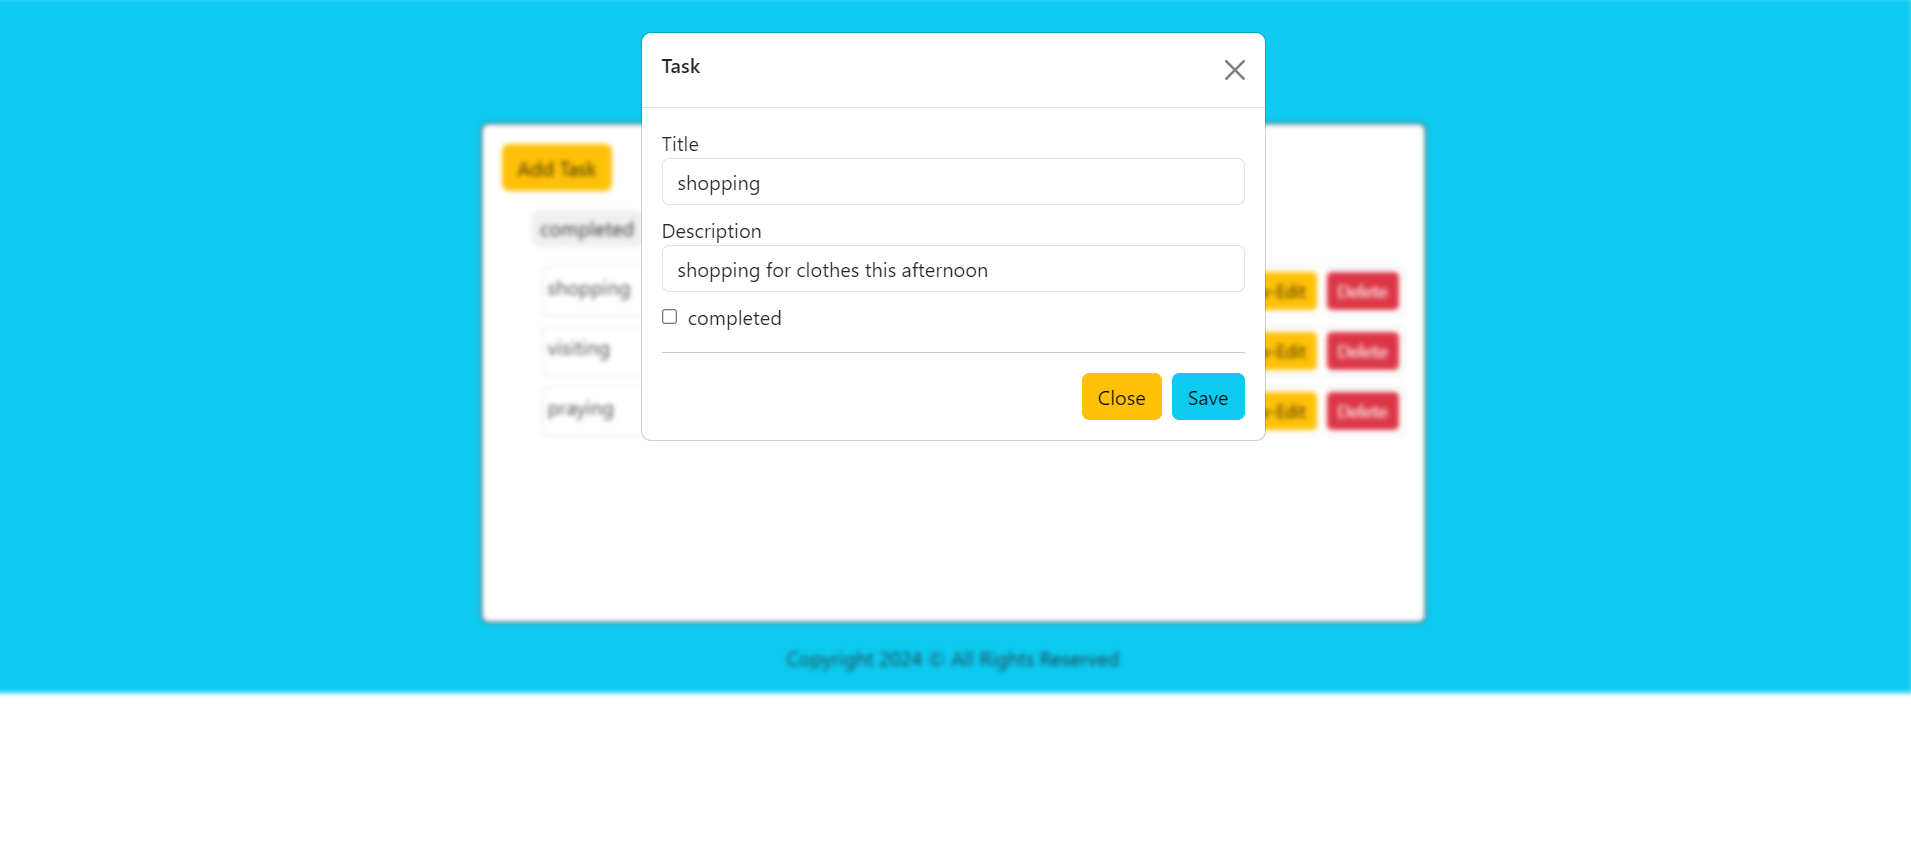 Task
Title
shopping
Description
shopping for clothes this afternoon
completed
Close Save
Add Task
completed
shopping -Edit Delete
visiting -Edit Delete
praying -Edit Delete
Copyright 2024 © All Rights Reserved